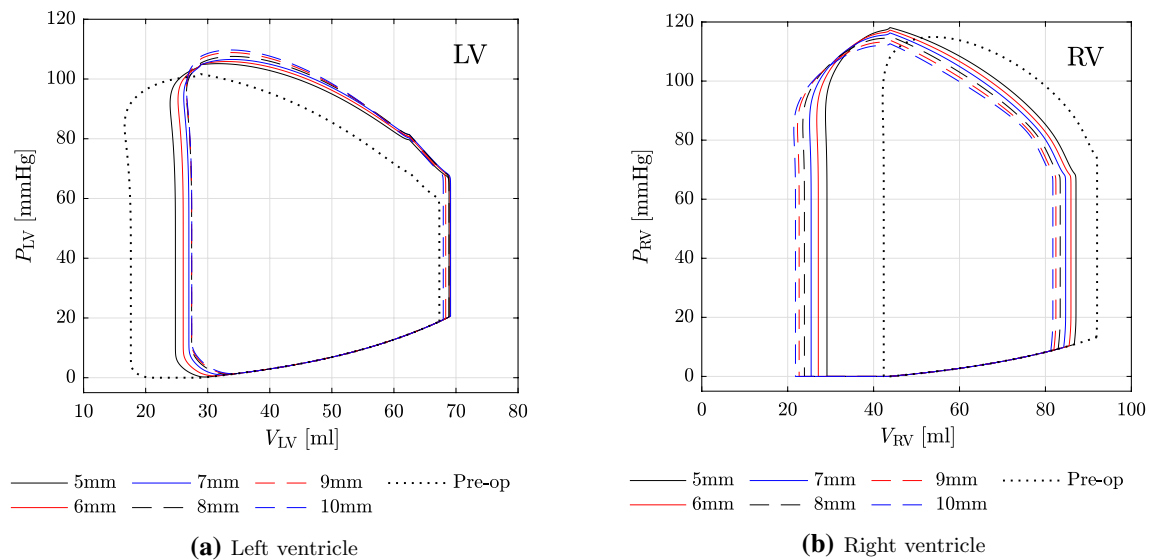 LV
120
100
80
60
40
20
0
P_LV [mmHg]
10 20 30 40 50 60 70 80
V_LV [ml]
5mm 7mm 9mm Pre-op
6mm 8mm 10mm
(a) Left ventricle
RV
120
100
80
60
40
20
0
P_RV [mmHg]
0 20 40 60 80 100
V_RV [ml]
5mm 7mm 9mm Pre-op
6mm 8mm 10mm
(b) Right ventricle